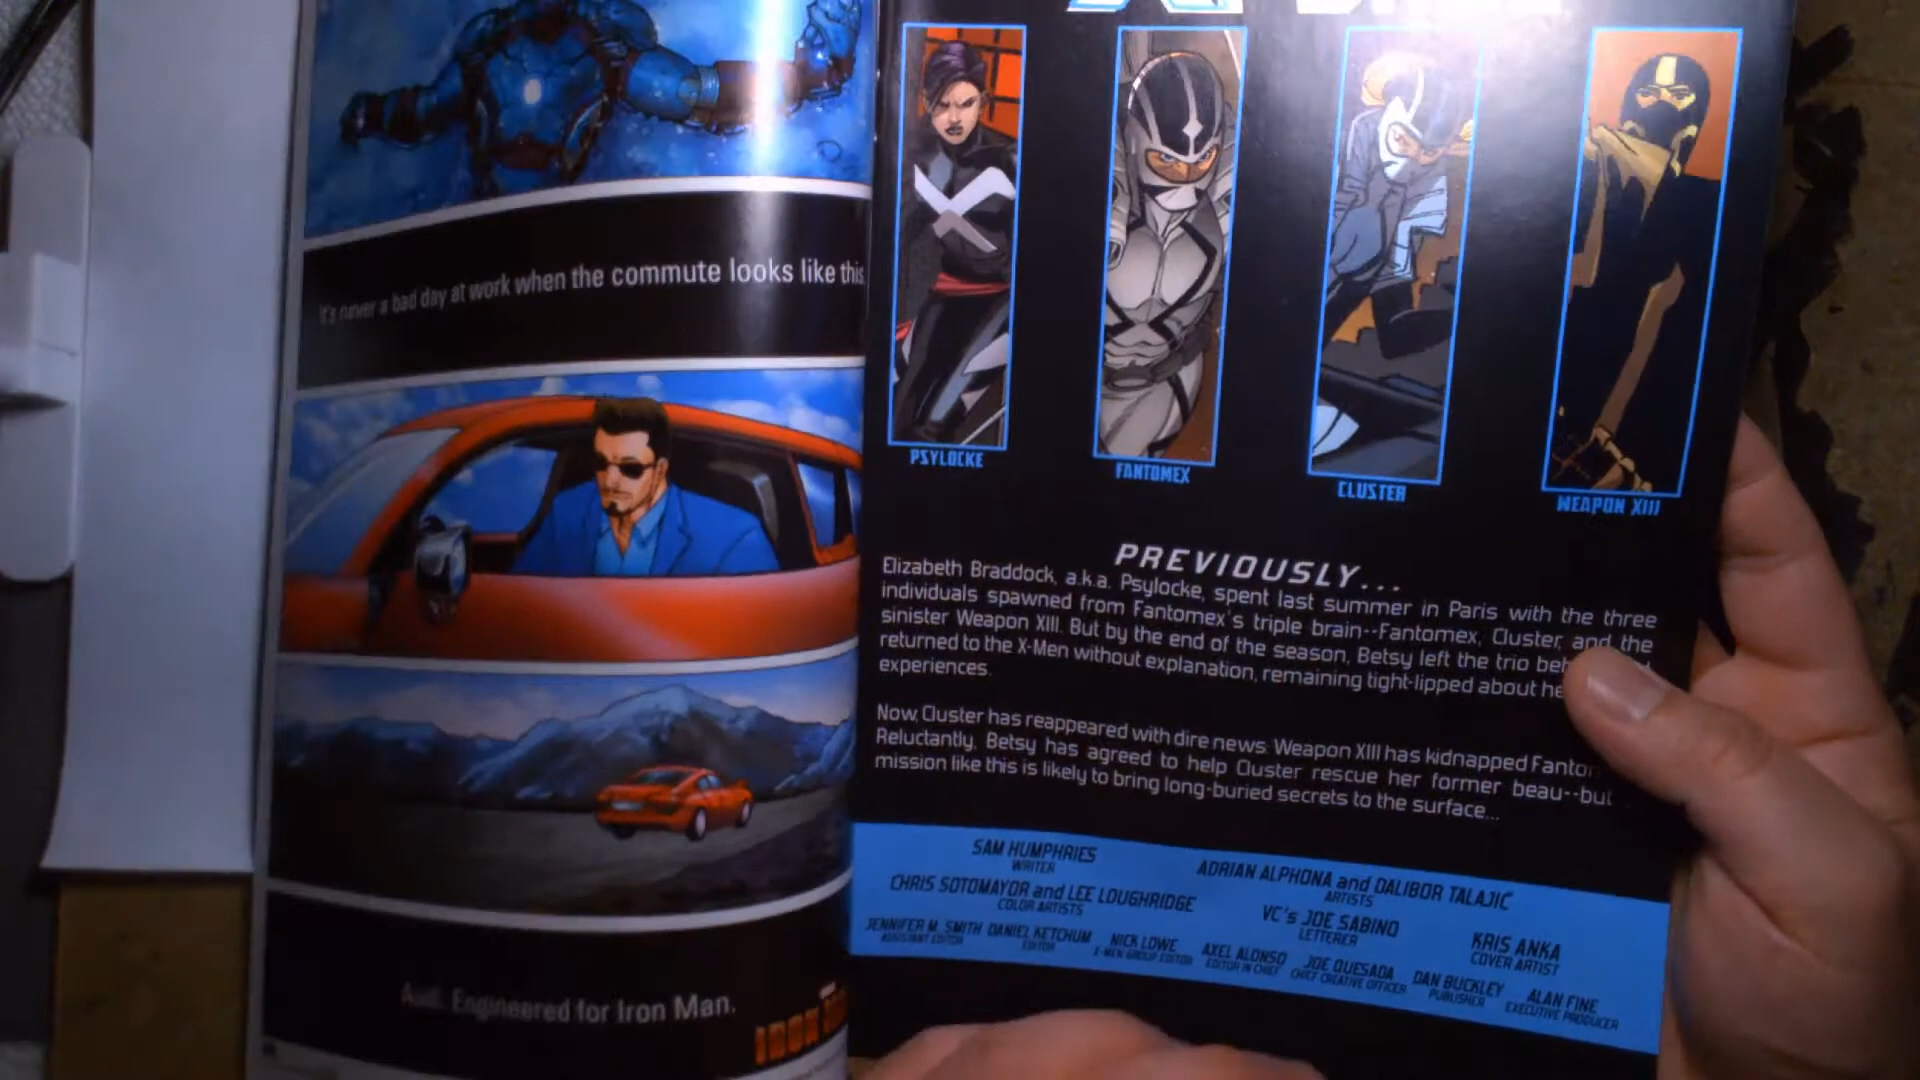 It's never a bad day at work when the commute looks like this
Audi. Engineered for Iron Man.
IRON
PSYLOCKE
FANTOMEX
CLUSTER
WEAPON XIII
PREVIOUSLY...
Elizabeth Braddock, a.k.a. Psylocke, spent last summer in Paris with the three
individuals spawned from Fantomex's triple brain--Fantomex, Cluster, and the
sinister Weapon XIII. But by the end of the season, Betsy left the trio
returned to the X-Men without explanation, remaining tight-lipped about
experiences.
Now, Cluster has reappeared with dire news: Weapon XIII has kidnapped
Reluctantly, Betsy has agreed to help Cluster rescue her former beau--but
mission like this is likely to bring long-buried secrets to the surface...
SAM HUMPHRIES
WRITER
ADRIAN ALPHONA and DALIBOR TALAJIĆ
ARTISTS
CHRIS SOTOMAYOR and LEE LOUGHRIDGE
COLOR ARTISTS
VC's JOE SABINO
LETTERER
KRIS ANKA
COVER ARTIST
JENNIFER M. SMITH
ASSISTANT EDITOR
DANIEL KETCHUM
EDITOR
NICK LOWE
X-MEN GROUP EDITOR
AXEL ALONSO
EDITOR IN CHIEF
JOE QUESADA
CHIEF CREATIVE OFFICER
DAN BUCKLEY
PUBLISHER
ALAN FINE
EXECUTIVE PRODUCER